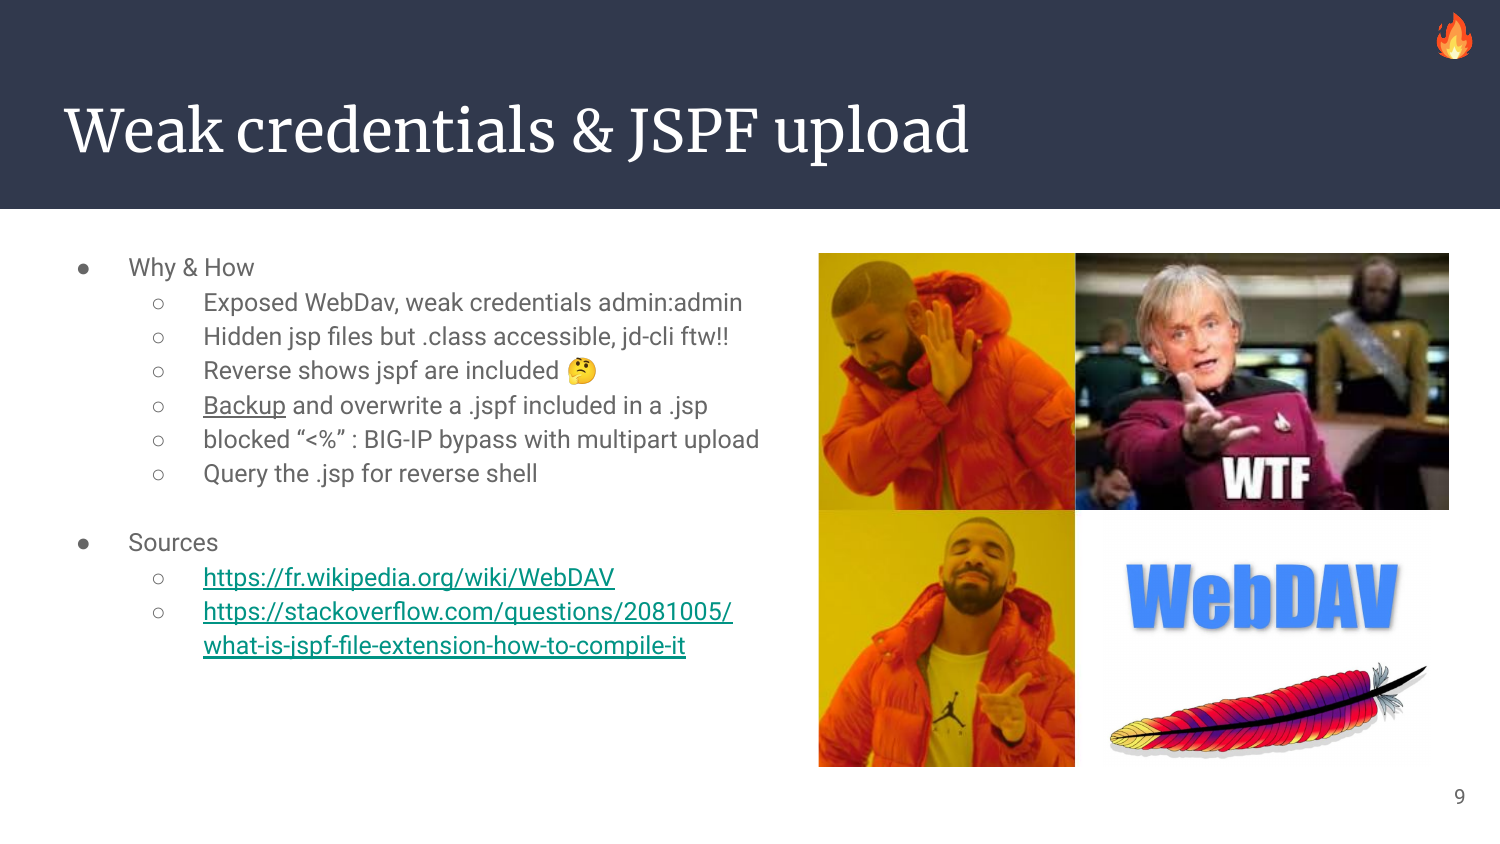 Weak credentials & JSPF upload
● Why & How
○ Exposed WebDav, weak credentials admin:admin
○ Hidden jsp files but .class accessible, jd-cli ftw!!
○ Reverse shows jspf are included 🤔
○ Backup and overwrite a .jspf included in a .jsp
○ blocked “<%” : BIG-IP bypass with multipart upload
○ Query the .jsp for reverse shell
● Sources
○ https://fr.wikipedia.org/wiki/WebDAV
○ https://stackoverflow.com/questions/2081005/
what-is-jspf-file-extension-how-to-compile-it
WTF
WebDAV
9